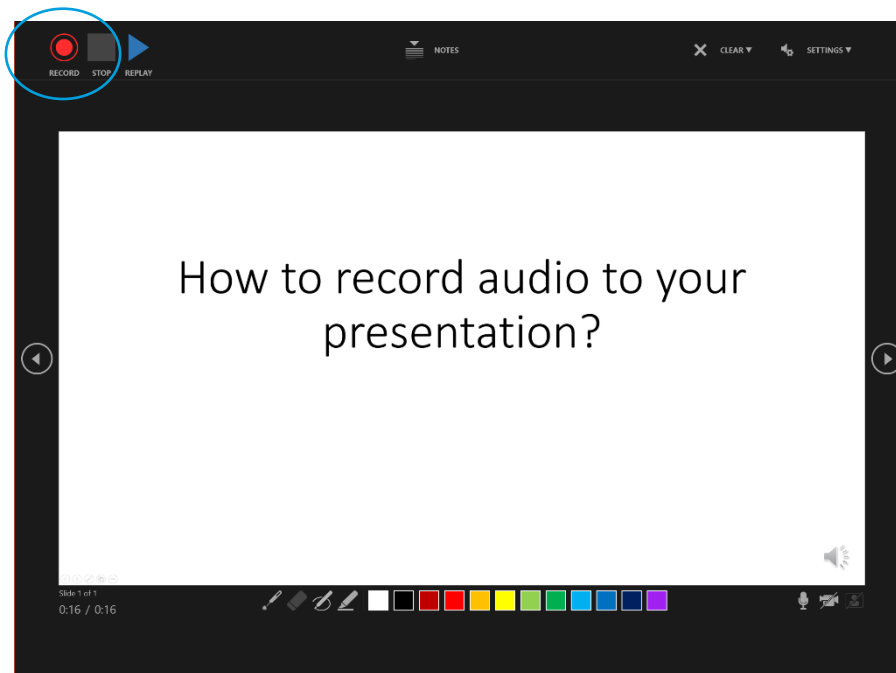 RECORD STOP REPLAY
NOTES
CLEAR ▼
SETTINGS ▼
How to record audio to your
presentation?
Slide 1 of 1
0:16 / 0:16